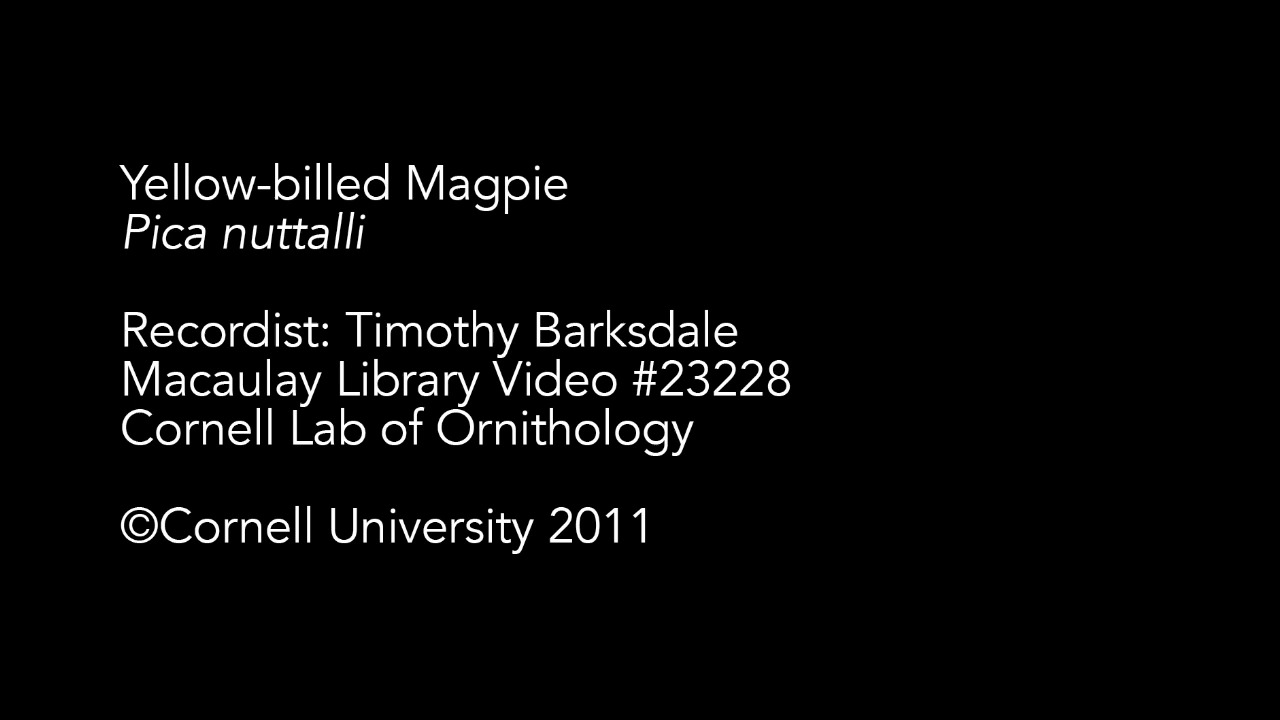 Yellow-billed Magpie
Pica nuttalli
Recordist: Timothy Barksdale
Macaulay Library Video #23228
Cornell Lab of Ornithology
©Cornell University 2011